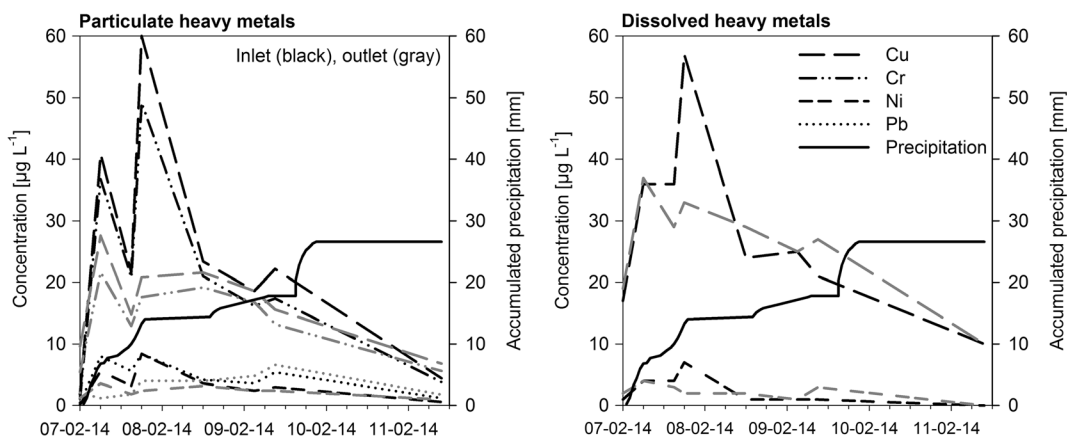 Particulate heavy metals
Inlet (black), outlet (gray)
Concentration [µg L⁻¹]
60
50
40
30
20
10
0
60
50
40
30
20
10
0
Accumulated precipitation [mm]
07-02-14 08-02-14 09-02-14 10-02-14 11-02-14
Dissolved heavy metals
Cu
Cr
Ni
Pb
Precipitation
Concentration [µg L⁻¹]
60
50
40
30
20
10
0
60
50
40
30
20
10
0
Accumulated precipitation [mm]
07-02-14 08-02-14 09-02-14 10-02-14 11-02-14